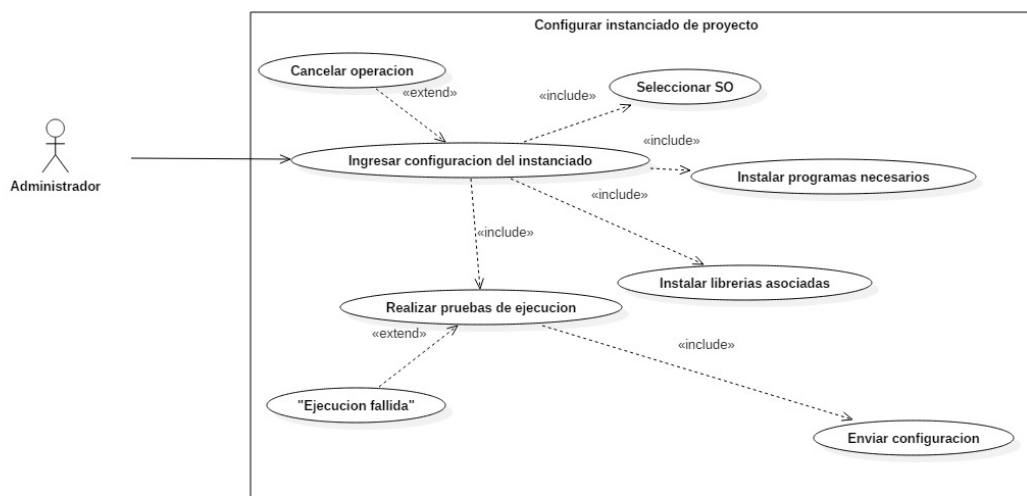 Configurar instanciado de proyecto
Cancelar operacion
«extend»
«include»
Seleccionar SO
Administrador
Ingresar configuracion del instanciado
«include»
Instalar programas necesarios
«include»
«include»
Instalar librerias asociadas
Realizar pruebas de ejecucion
«extend»
«include»
"Ejecucion fallida"
Enviar configuracion